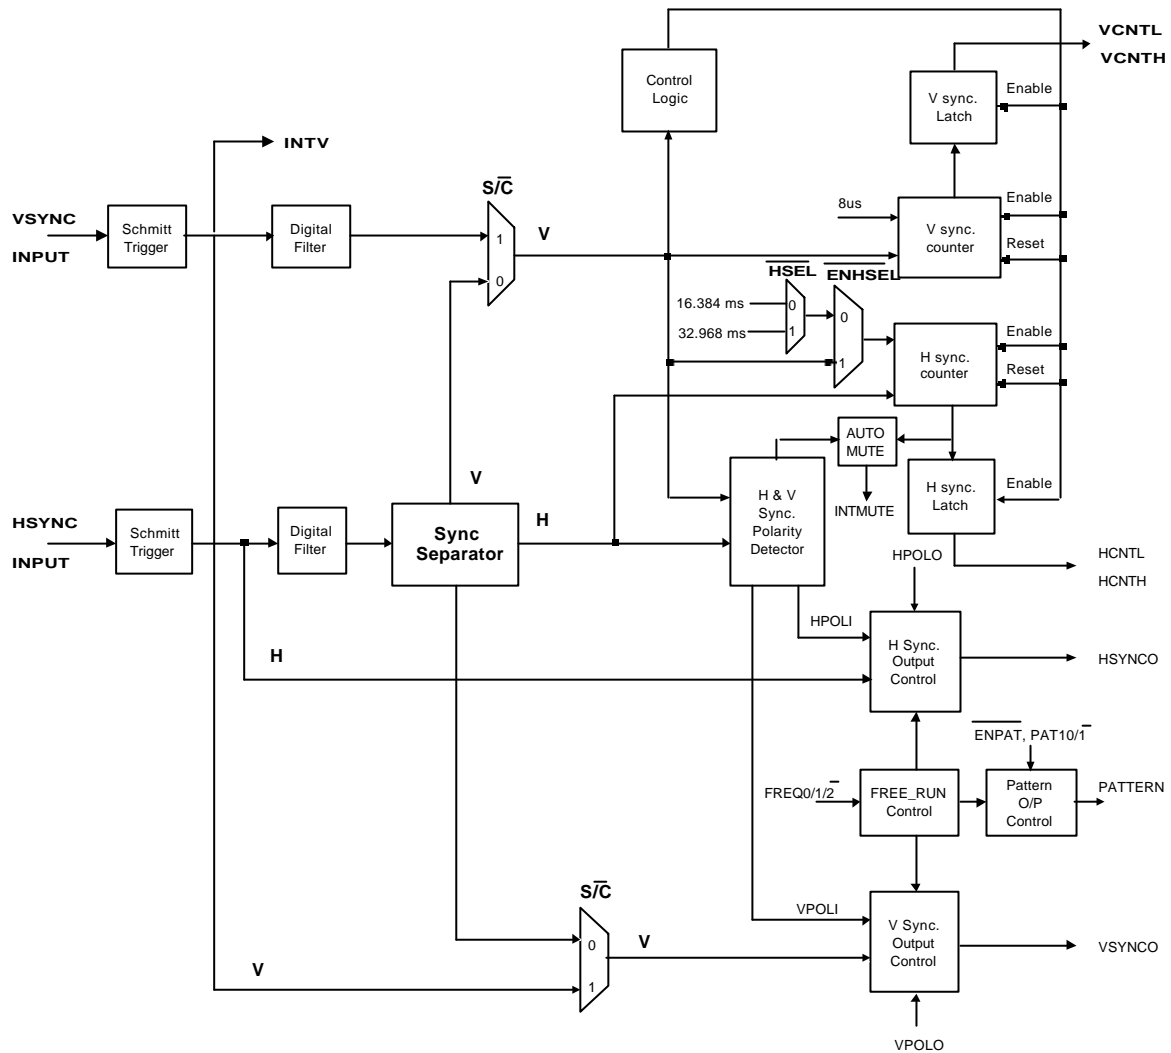 VCNTL
VCNTH
Control
Logic
V sync.
Latch
Enable
INTV
S/C̅
VSYNC
INPUT
Schmitt
Trigger
Digital
Filter
1
0
V
8us
V sync.
counter
Enable
Reset
H̅S̅E̅L̅
E̅N̅H̅S̅E̅L̅
16.384 ms
32.968 ms
0
1
0
1
H sync.
counter
Enable
Reset
AUTO
MUTE
INTMUTE
H sync.
Latch
Enable
V
H & V
Sync.
Polarity
Detector
HSYNC
INPUT
Schmitt
Trigger
Digital
Filter
Sync
Separator
H
HCNTL
HCNTH
HPOLO
HPOLI
H
H Sync.
Output
Control
HSYNCO
E̅N̅P̅A̅T̅, PAT10/1̅
FREQ0/1/2̅
FREE_RUN
Control
Pattern
O/P
Control
PATTERN
S/C̅
0
1
V
V
VPOLI
V Sync.
Output
Control
VSYNCO
VPOLO